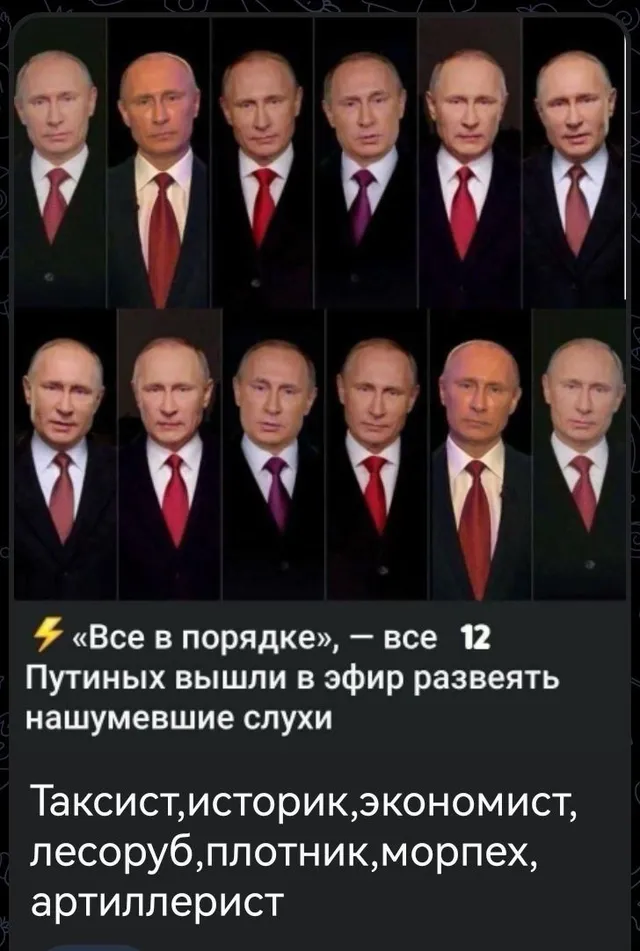 ⚡«Все в порядке», — все 12
Путиных вышли в эфир развеять
нашумевшие слухи
Таксист,историк,экономист,
лесоруб,плотник,морпех,
артиллерист